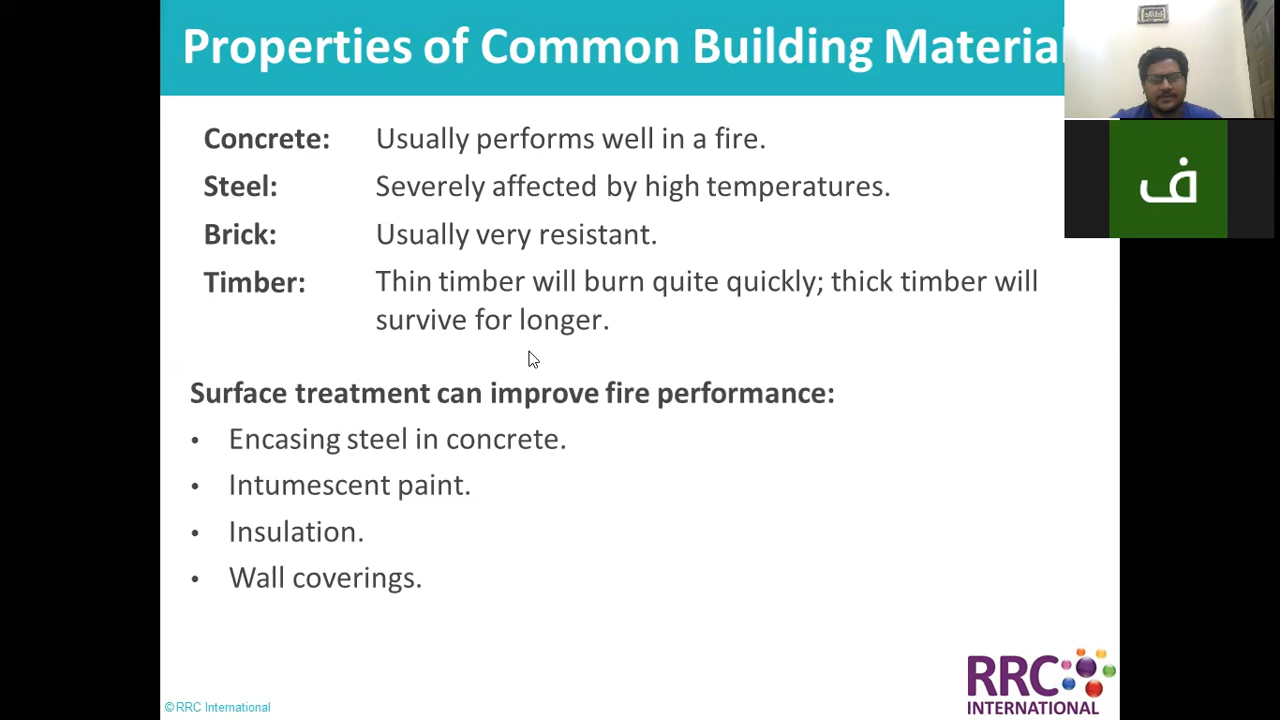 Properties of Common Building Material
Concrete: Usually performs well in a fire.
Steel: Severely affected by high temperatures.
Brick: Usually very resistant.
Timber: Thin timber will burn quite quickly; thick timber will
survive for longer.
Surface treatment can improve fire performance:
• Encasing steel in concrete.
• Intumescent paint.
• Insulation.
• Wall coverings.
ف
RRC
INTERNATIONAL
© RRC International